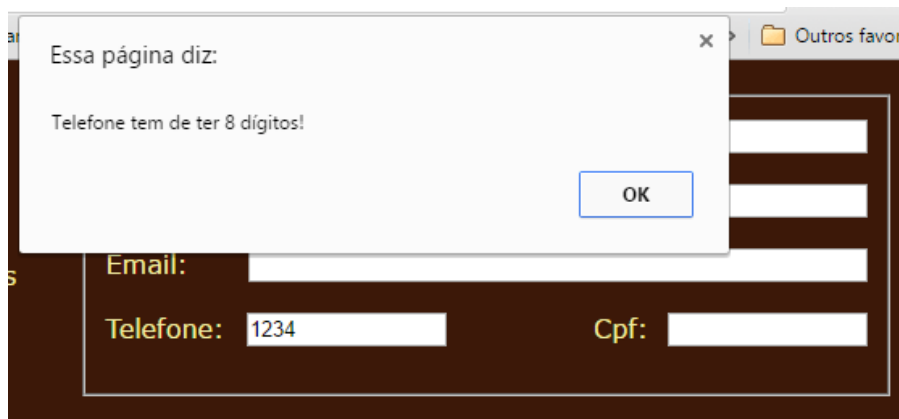 Essa página diz:
Outros favor
Telefone tem de ter 8 dígitos!
OK
Email:
Telefone: 1234 Cpf: